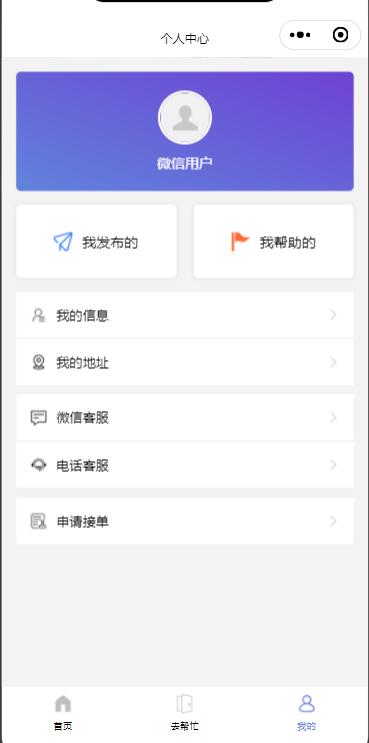 个人中心
微信用户
我发布的
我帮助的
我的信息
我的地址
微信客服
电话客服
申请接单
首页
去帮忙
我的